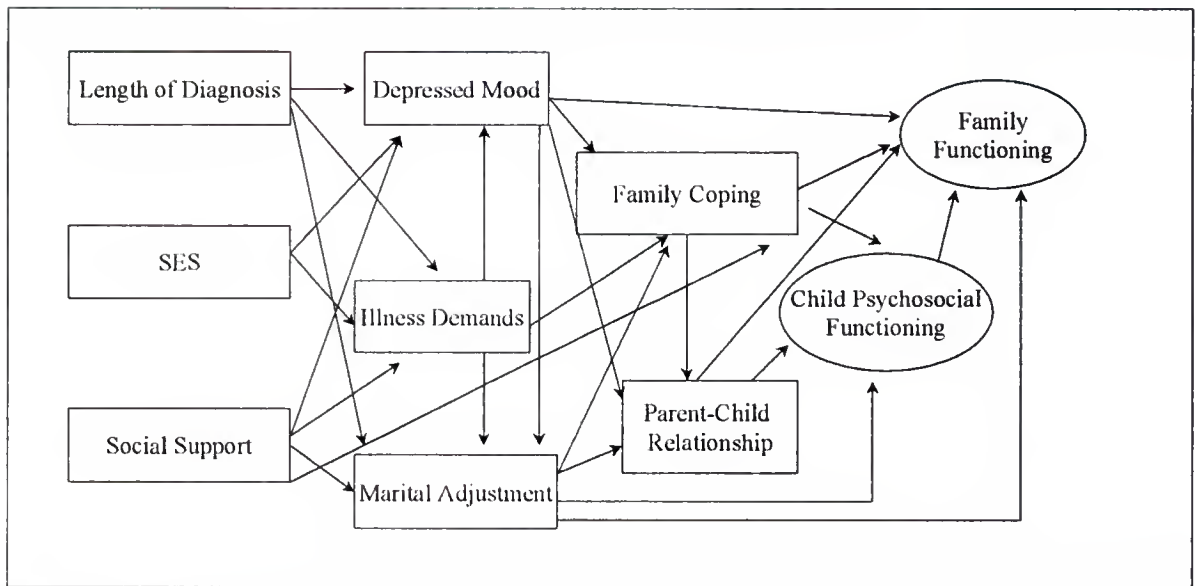 Length of Diagnosis
Depressed Mood
Family
Functioning
Family Coping
SES
Illness Demands
Child Psychosocial
Functioning
Social Support
Parent-Child
Relationship
Marital Adjustment